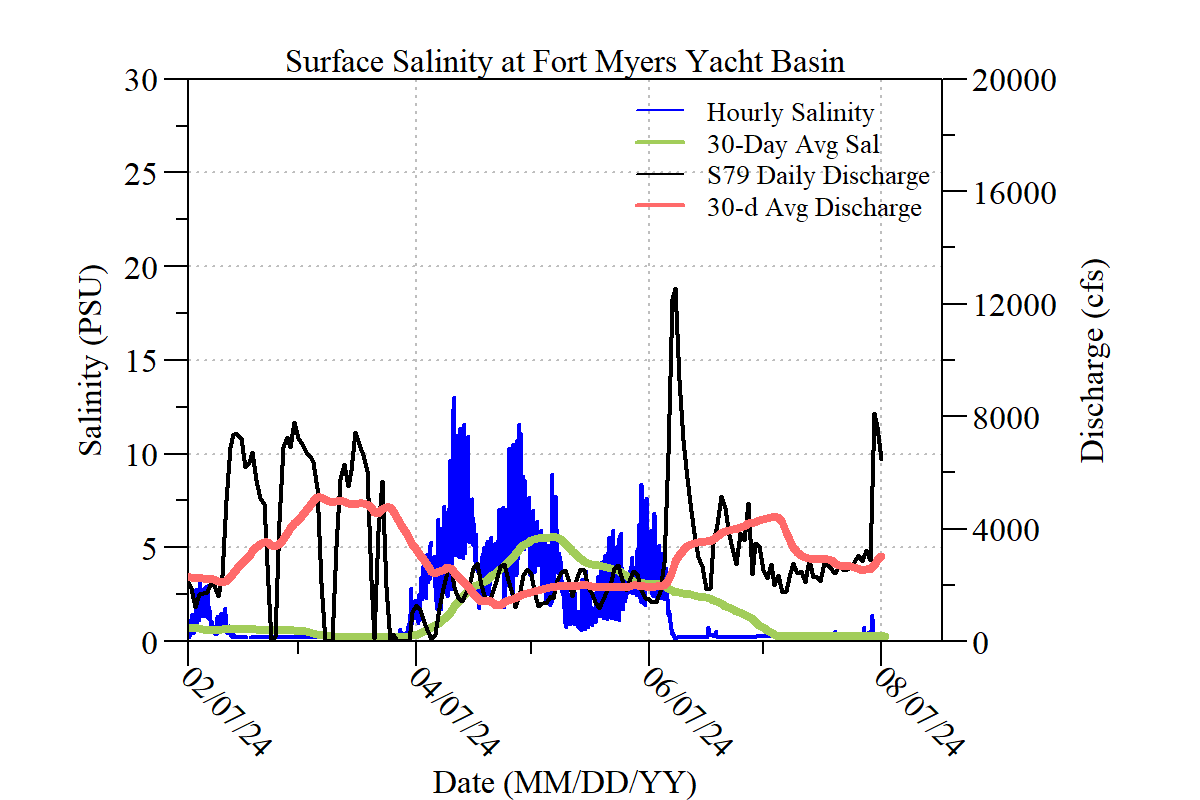 Surface Salinity at Fort Myers Yacht Basin
30
25
20
15
10
5
0
Salinity (PSU)
Hourly Salinity
30-Day Avg Sal
S79 Daily Discharge
30-d Avg Discharge
20000
16000
12000
8000
4000
0
Discharge (cfs)
02/07/24
04/07/24
06/07/24
08/07/24
Date (MM/DD/YY)